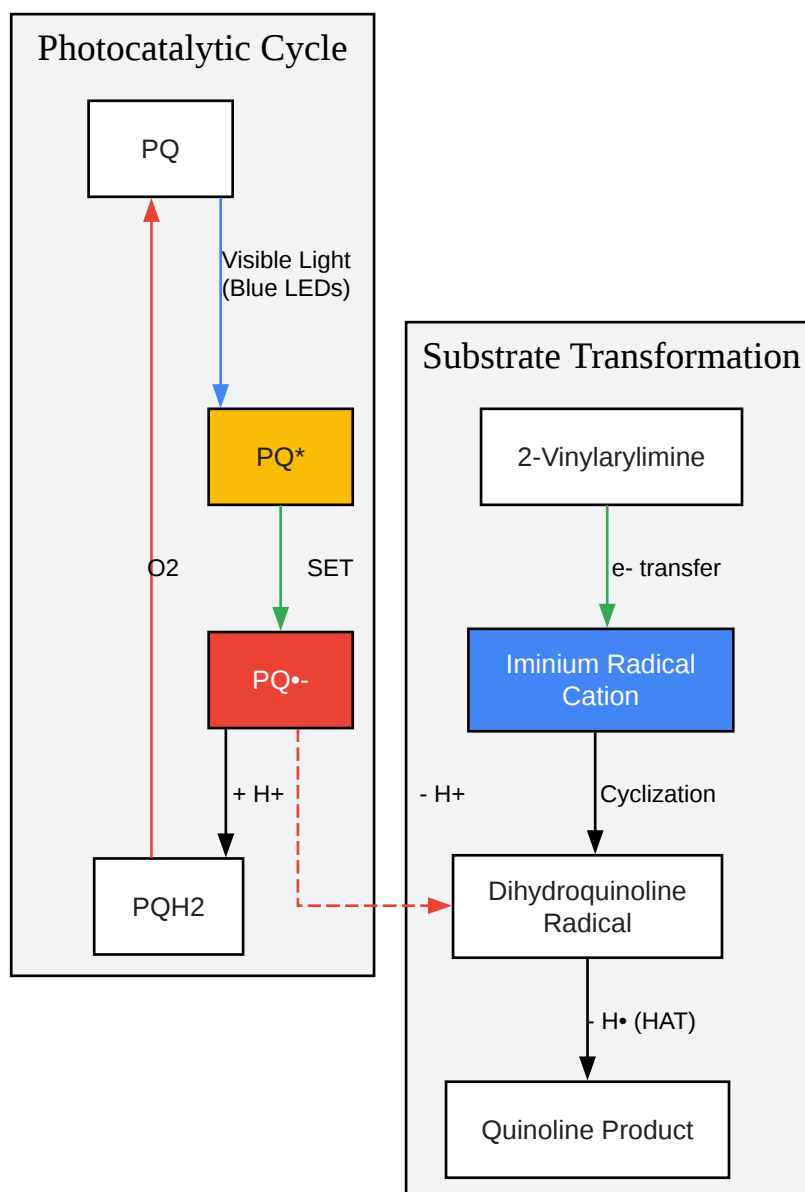 Photocatalytic Cycle
PQ
Visible Light
(Blue LEDs)
PQ*
O2
SET
PQ•-
+ H+
PQH2
Substrate Transformation
2-Vinylarylimine
e- transfer
Iminium Radical
Cation
- H+
Cyclization
Dihydroquinoline
Radical
- H• (HAT)
Quinoline Product